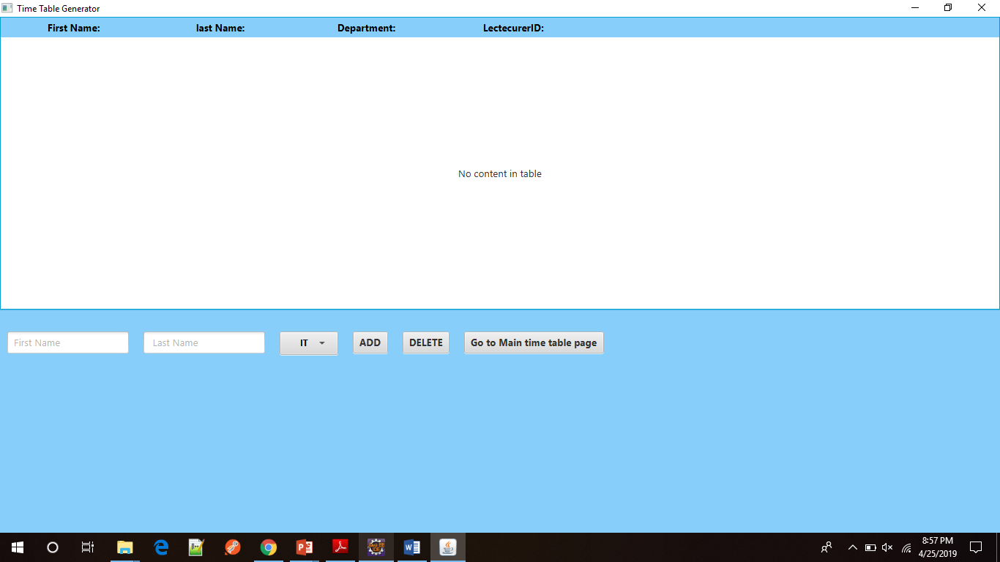 Time Table Generator
First Name: last Name: Department: LectecurerID:
No content in table
First Name Last Name IT ADD DELETE Go to Main time table page
8:57 PM
4/25/2019